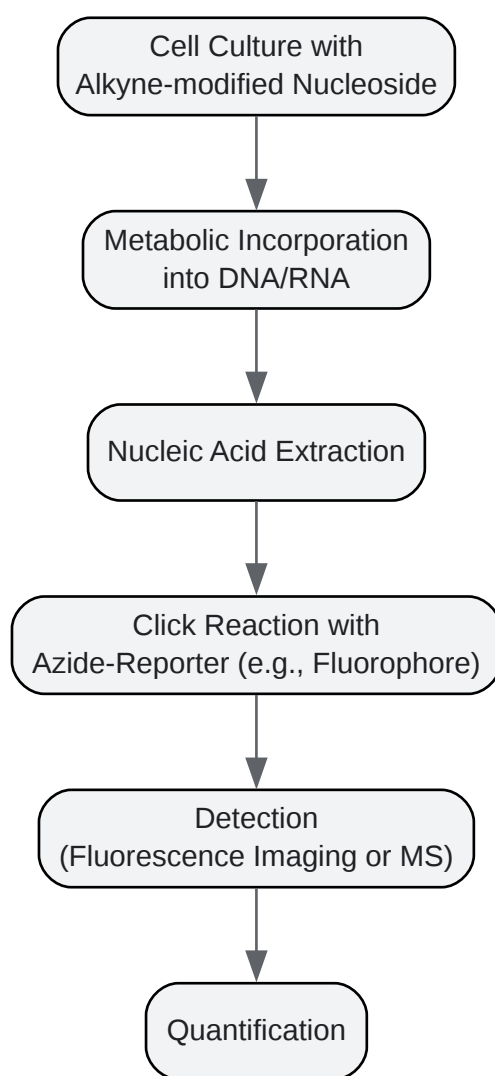 Cell Culture with
Alkyne-modified Nucleoside
Metabolic Incorporation
into DNA/RNA
Nucleic Acid Extraction
Click Reaction with
Azide-Reporter (e.g., Fluorophore)
Detection
(Fluorescence Imaging or MS)
Quantification